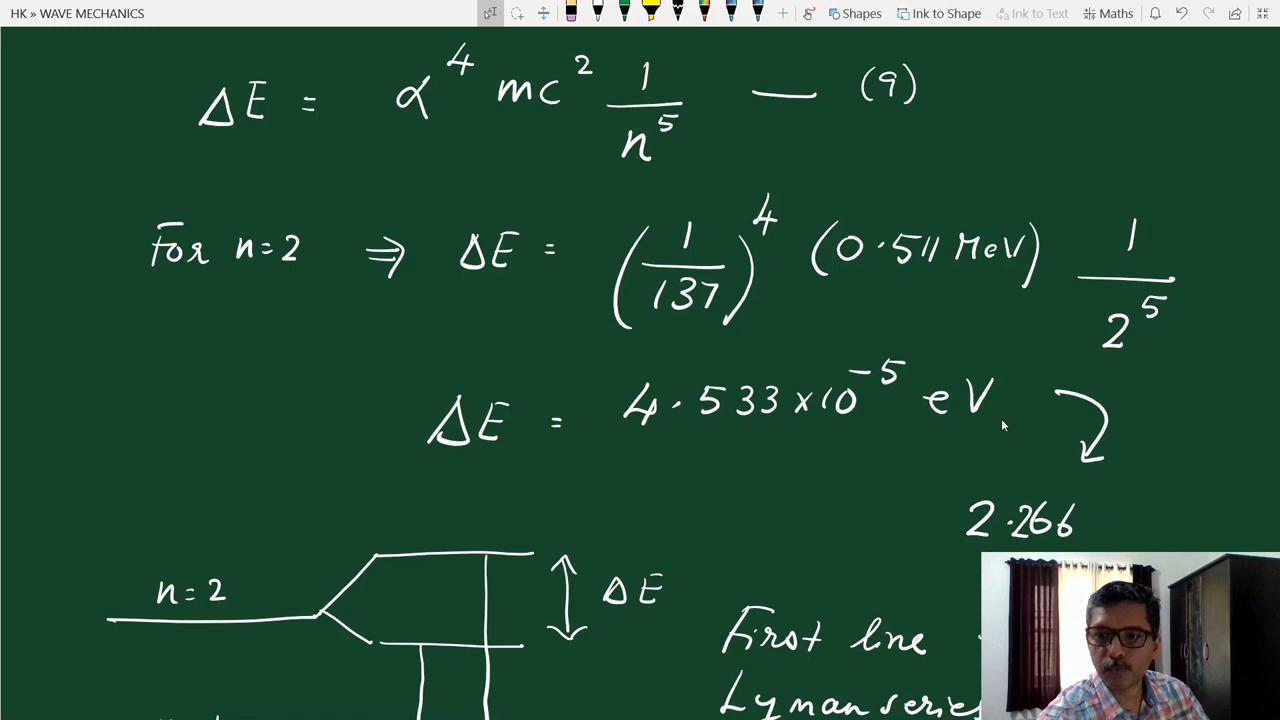 HK » WAVE MECHANICS
Shapes Ink to Shape Ink to Text Maths
ΔE = α⁴ mc² 1/n⁵ — (9)
For n=2 ⇒ ΔE = (1/137)⁴ (0.511 MeV) 1/2⁵
ΔE = 4.533×10⁻⁵ eV
2.266
n=2
ΔE
First line
Lyman series